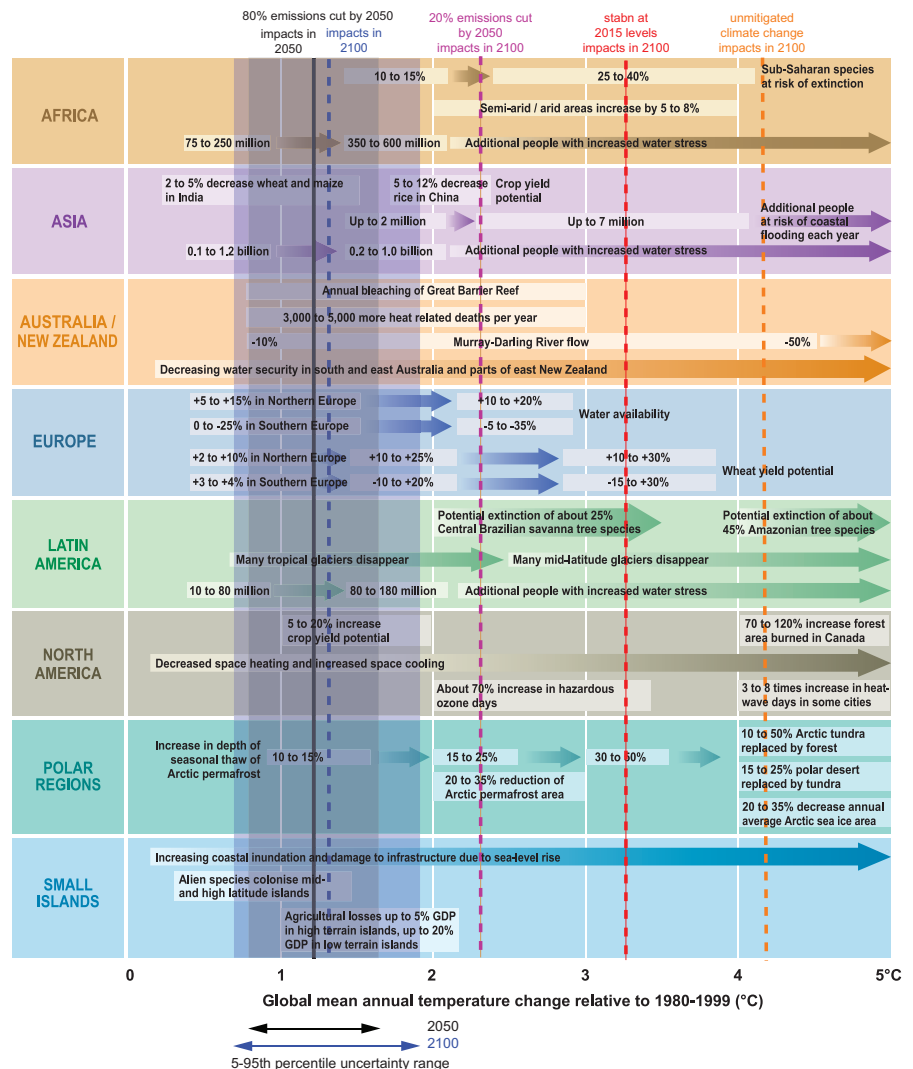 80% emissions cut by 2050
impacts in
2050
impacts in
2100
20% emissions cut
by 2050
impacts in 2100
stabn at
2015 levels
impacts in 2100
unmitigated
climate change
impacts in 2100
AFRICA
10 to 15%
25 to 40%
Sub-Saharan species
at risk of extinction
Semi-arid / arid areas increase by 5 to 8%
75 to 250 million
350 to 600 million
Additional people with increased water stress
ASIA
2 to 5% decrease wheat and maize
in India
5 to 12% decrease
rice in China
Crop yield
potential
Up to 2 million
Up to 7 million
Additional people
at risk of coastal
flooding each year
0.1 to 1.2 billion
0.2 to 1.0 billion
Additional people with increased water stress
AUSTRALIA /
NEW ZEALAND
Annual bleaching of Great Barrier Reef
3,000 to 5,000 more heat related deaths per year
-10%
Murray-Darling River flow
-50%
Decreasing water security in south and east Australia and parts of east New Zealand
EUROPE
+5 to +15% in Northern Europe
+10 to +20%
0 to -25% in Southern Europe
-5 to -35%
Water availability
+2 to +10% in Northern Europe
+10 to +25%
+10 to +30%
+3 to +4% in Southern Europe
-10 to +20%
-15 to +30%
Wheat yield potential
LATIN
AMERICA
Potential extinction of about 25%
Central Brazilian savanna tree species
Potential extinction of about
45% Amazonian tree species
Many tropical glaciers disappear
Many mid-latitude glaciers disappear
10 to 80 million
80 to 180 million
Additional people with increased water stress
NORTH
AMERICA
5 to 20% increase
crop yield potential
70 to 120% increase forest
area burned in Canada
Decreased space heating and increased space cooling
About 70% increase in hazardous
ozone days
3 to 8 times increase in heat-
wave days in some cities
POLAR
REGIONS
Increase in depth of
seasonal thaw of
Arctic permafrost
10 to 15%
15 to 25%
30 to 50%
20 to 35% reduction of
Arctic permafrost area
10 to 50% Arctic tundra
replaced by forest
15 to 25% polar desert
replaced by tundra
20 to 35% decrease annual
average Arctic sea ice area
SMALL
ISLANDS
Increasing coastal inundation and damage to infrastructure due to sea-level rise
Alien species colonise mid-
and high latitude islands
Agricultural losses up to 5% GDP
in high terrain islands, up to 20%
GDP in low terrain islands
0 1 2 3 4 5°C
Global mean annual temperature change relative to 1980-1999 (°C)
2050
2100
5-95th percentile uncertainty range